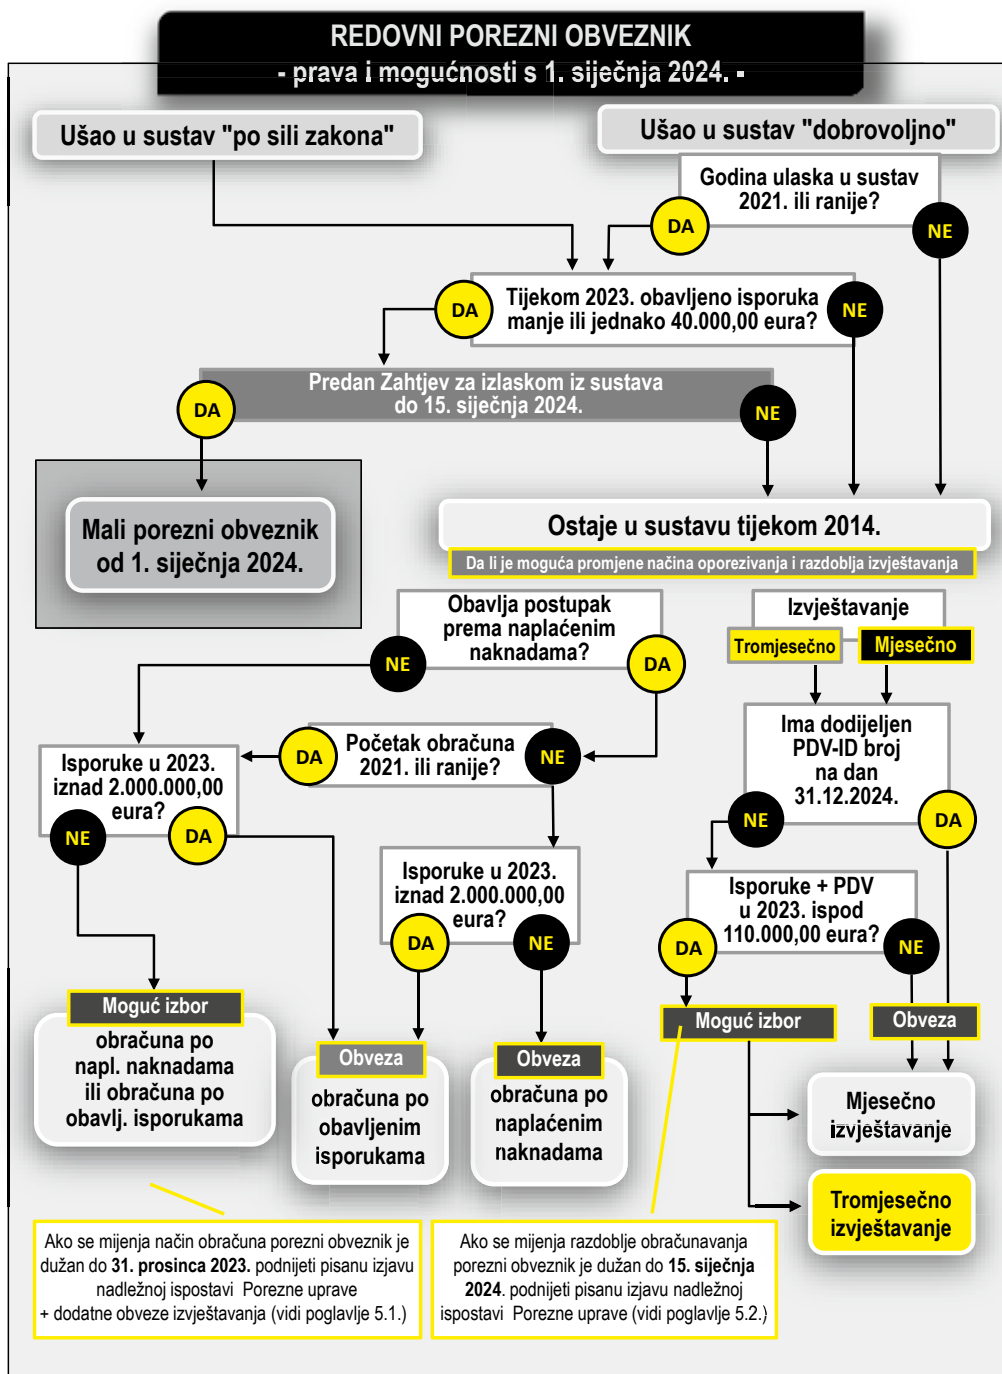 REDOVNI POREZNI OBVEZNIK
- prava i mogućnosti s 1. siječnja 2024. -
Ušao u sustav "po sili zakona"
Ušao u sustav "dobrovoljno"
Godina ulaska u sustav
2021. ili ranije?
DA
NE
Tijekom 2023. obavljeno isporuka
manje ili jednako 40.000,00 eura?
DA
NE
Predan Zahtjev za izlaskom iz sustava
do 15. siječnja 2024.
DA
NE
Mali porezni obveznik
od 1. siječnja 2024.
Ostaje u sustavu tijekom 2014.
Da li je moguća promjene načina oporezivanja i razdoblja izvještavanja
Obavlja postupak
prema naplaćenim
naknadama?
NE
DA
Izvještavanje
Tromjesečno
Mjesečno
Početak obračuna
2021. ili ranije?
DA
NE
Isporuke u 2023.
iznad 2.000.000,00
eura?
NE
DA
Ima dodijeljen
PDV-ID broj
na dan
31.12.2024.
NE
DA
Isporuke u 2023.
iznad 2.000.000,00
eura?
DA
NE
Isporuke + PDV
u 2023. ispod
110.000,00 eura?
DA
NE
Moguć izbor
obračuna po
napl. naknadama
ili obračuna po
obavlj. isporukama
Obveza
obračuna po
obavljenim
isporukama
Obveza
obračuna po
naplaćenim
naknadama
Moguć izbor
Obveza
Mjesečno
izvještavanje
Tromjesečno
izvještavanje
Ako se mijenja način obračuna porezni obveznik je
dužan do 31. prosinca 2023. podnijeti pisanu izjavu
nadležnoj ispostavi Porezne uprave
+ dodatne obveze izvještavanja (vidi poglavlje 5.1.)
Ako se mijenja razdoblje obračunavanja
porezni obveznik je dužan do 15. siječnja
2024. podnijeti pisanu izjavu nadležnoj
ispostavi Porezne uprave (vidi poglavlje 5.2.)